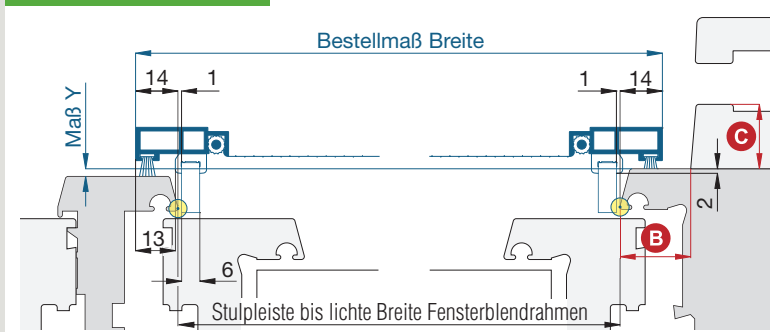 Bestellmaß Breite
14
1
1
14
Maß Y
C
2
13
6
B
Stulpleiste bis lichte Breite Fensterblendrahmen